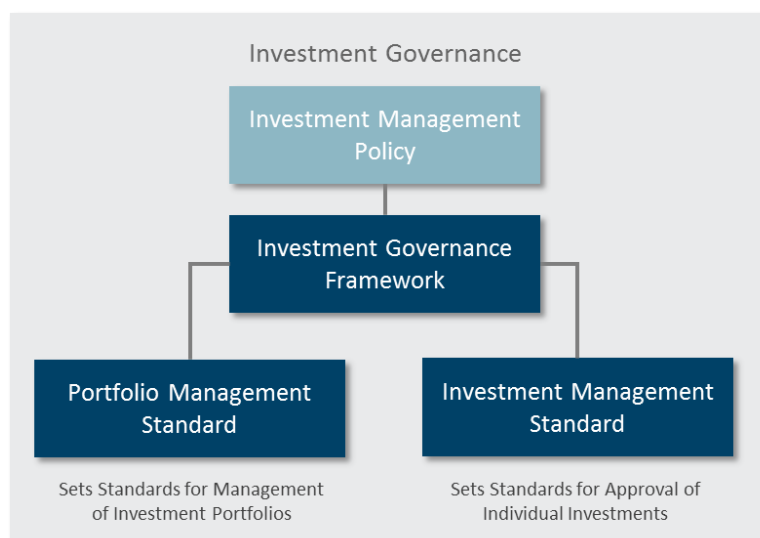 Investment Governance
Investment Management
Policy
Investment Governance
Framework
Portfolio Management
Standard
Investment Management
Standard
Sets Standards for Management
of Investment Portfolios
Sets Standards for Approval of
Individual Investments